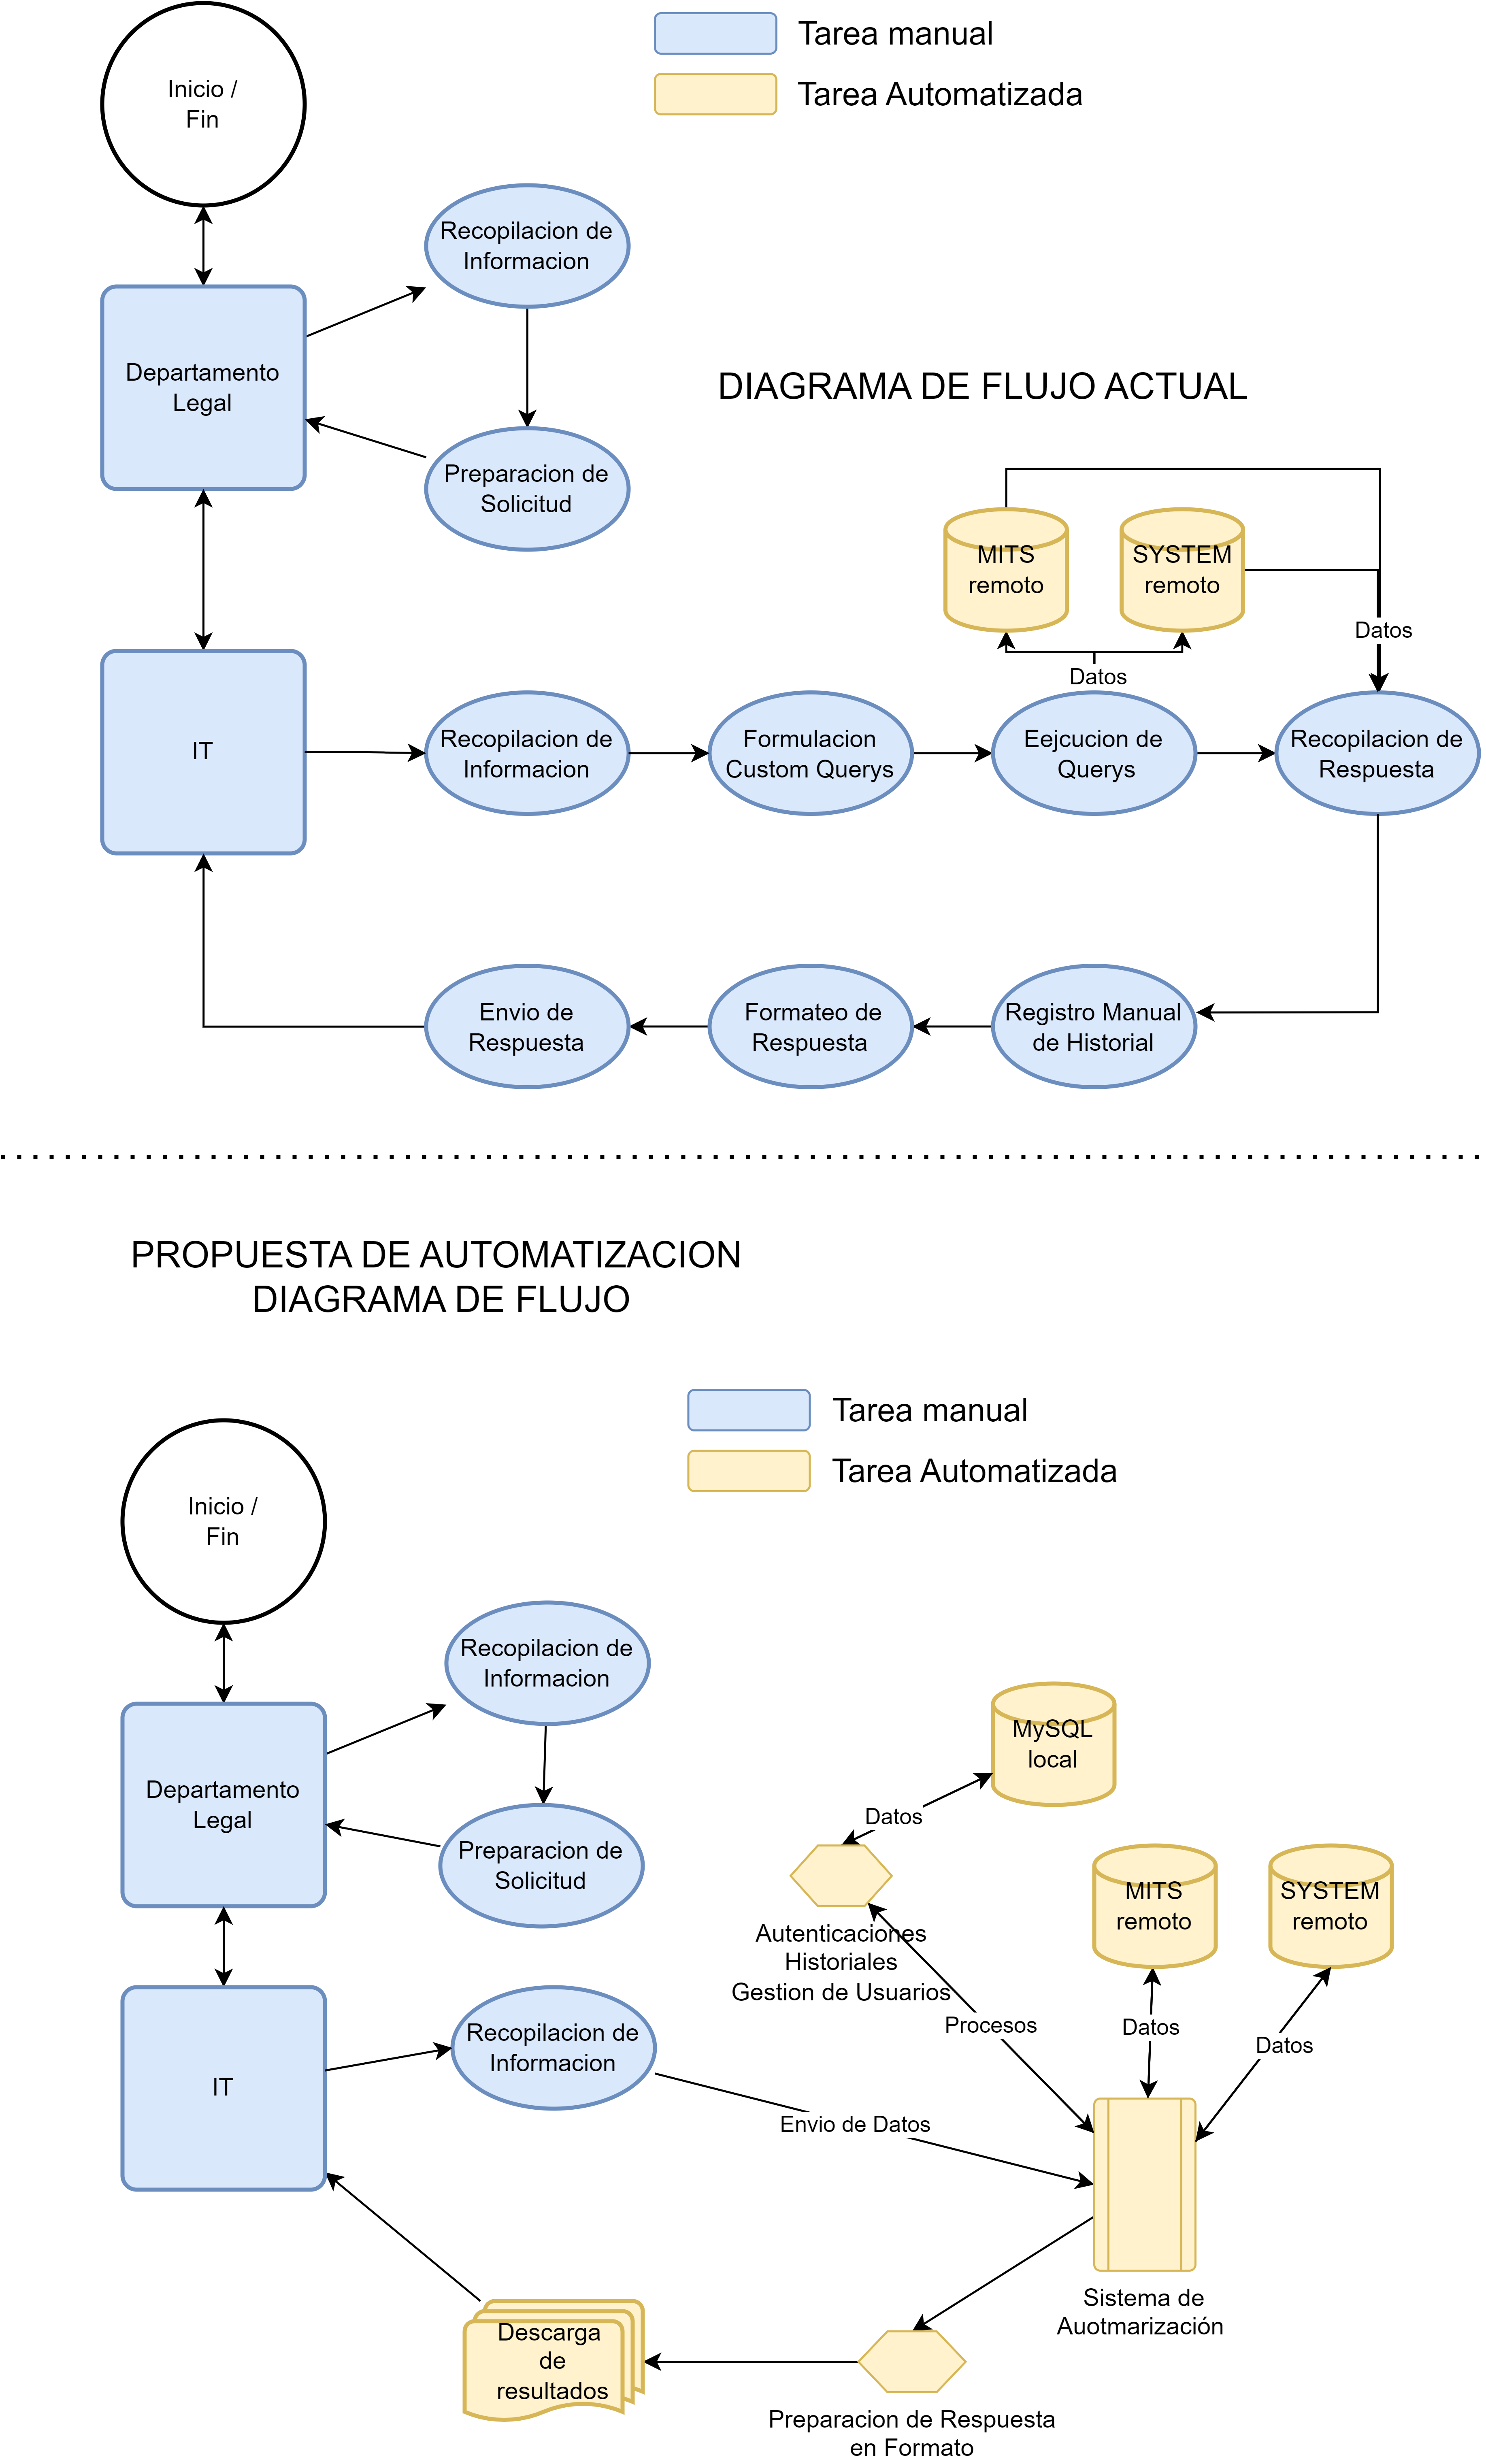 Inicio /
Fin
Tarea manual
Tarea Automatizada
Recopilacion de
Informacion
Departamento
Legal
DIAGRAMA DE FLUJO ACTUAL
Preparacion de
Solicitud
MITS
remoto
SYSTEM
remoto
Datos
Datos
IT
Recopilacion de
Informacion
Formulacion
Custom Querys
Eejcucion de
Querys
Recopilacion de
Respuesta
Envio de
Respuesta
Formateo de
Respuesta
Registro Manual
de Historial
PROPUESTA DE AUTOMATIZACION
DIAGRAMA DE FLUJO
Tarea manual
Tarea Automatizada
Inicio /
Fin
Recopilacion de
Informacion
Departamento
Legal
MySQL
local
Datos
Preparacion de
Solicitud
MITS
remoto
SYSTEM
remoto
Autenticaciones
Historiales
Gestion de Usuarios
Procesos
Datos
Datos
Recopilacion de
Informacion
IT
Envio de Datos
Sistema de
Auotmarización
Descarga
de
resultados
Preparacion de Respuesta
en Formato